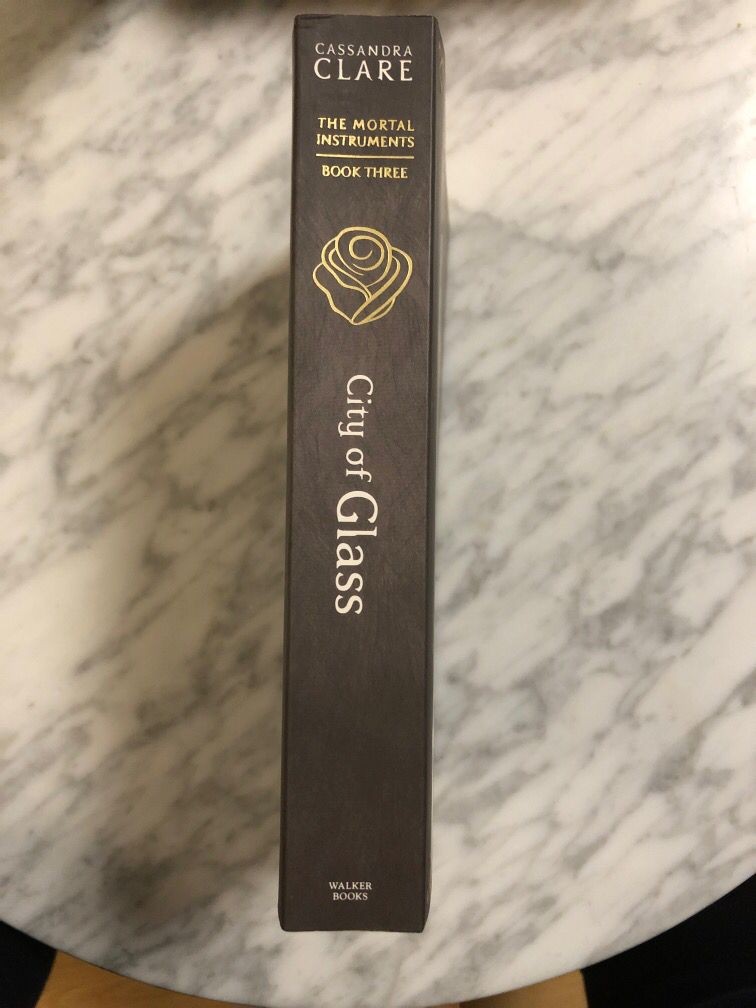 CASSANDRA
CLARE
THE MORTAL
INSTRUMENTS
BOOK THREE
City of Glass
WALKER
BOOKS